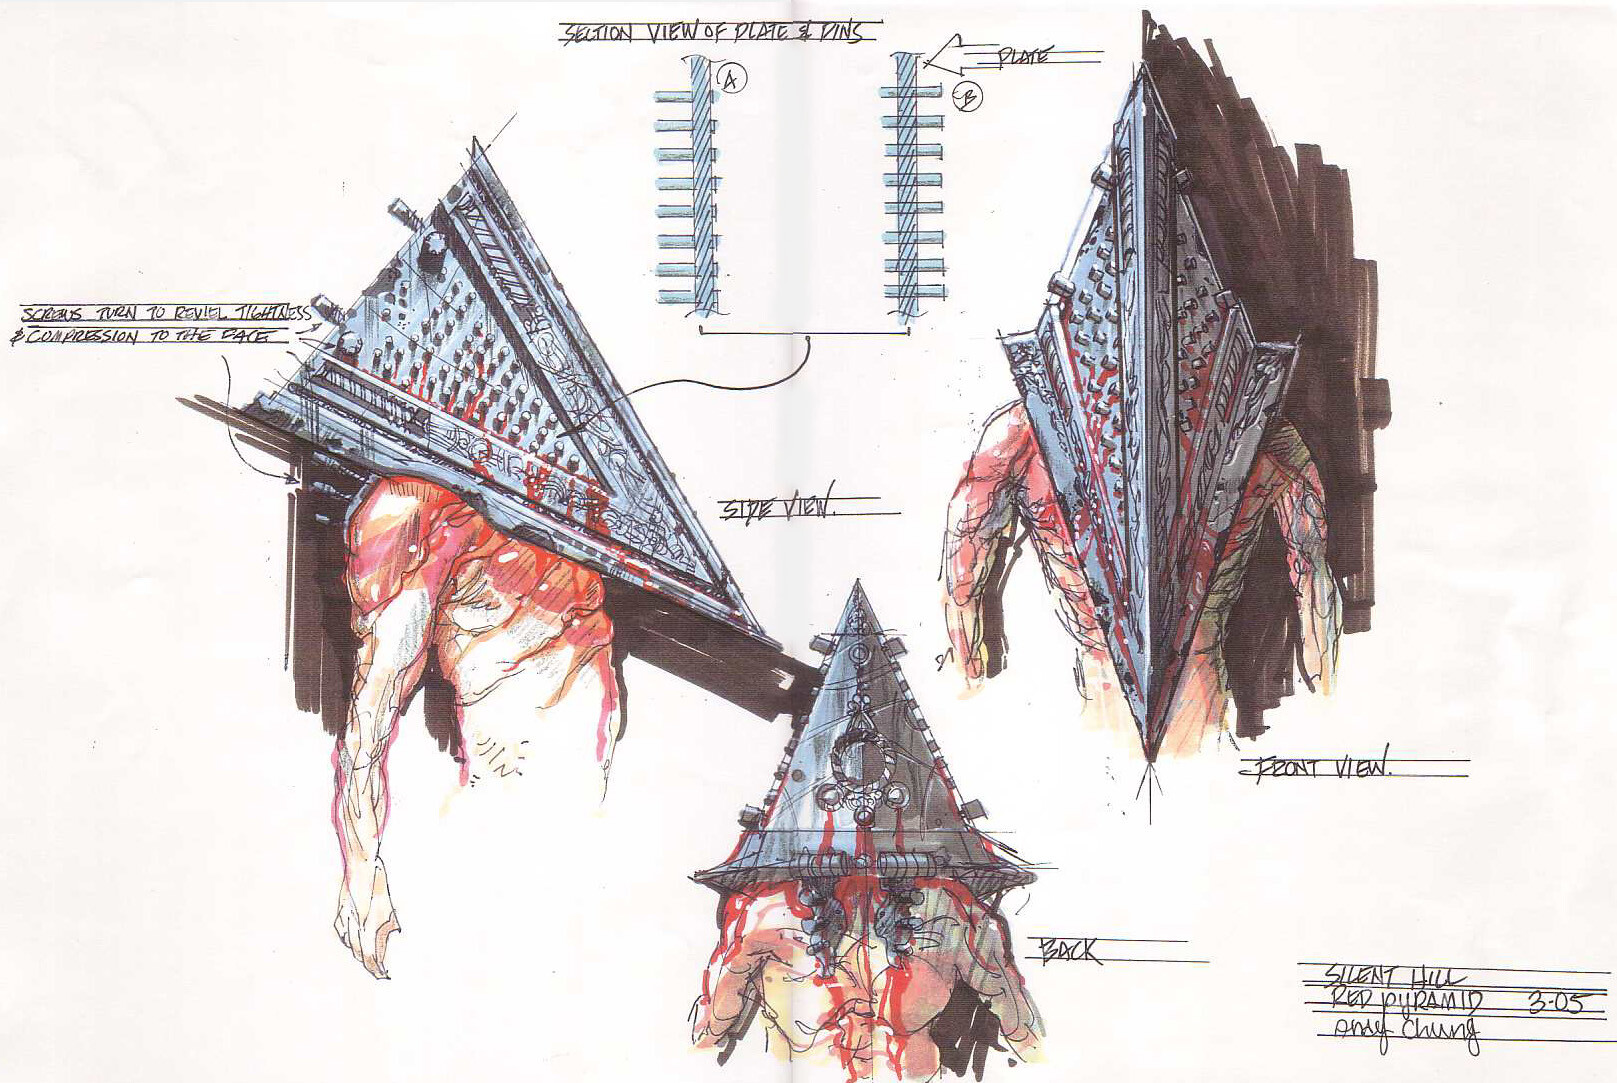 SECTION VIEW OF PLATE & PINS
A
B
PLATE
SCREWS TURN TO REVIEL TIGHTNESS
& COMPRESSION TO THE FACE
SIDE VIEW.
FRONT VIEW.
BACK
SILENT HILL
RED PYRAMID 3-05
Andy Chung